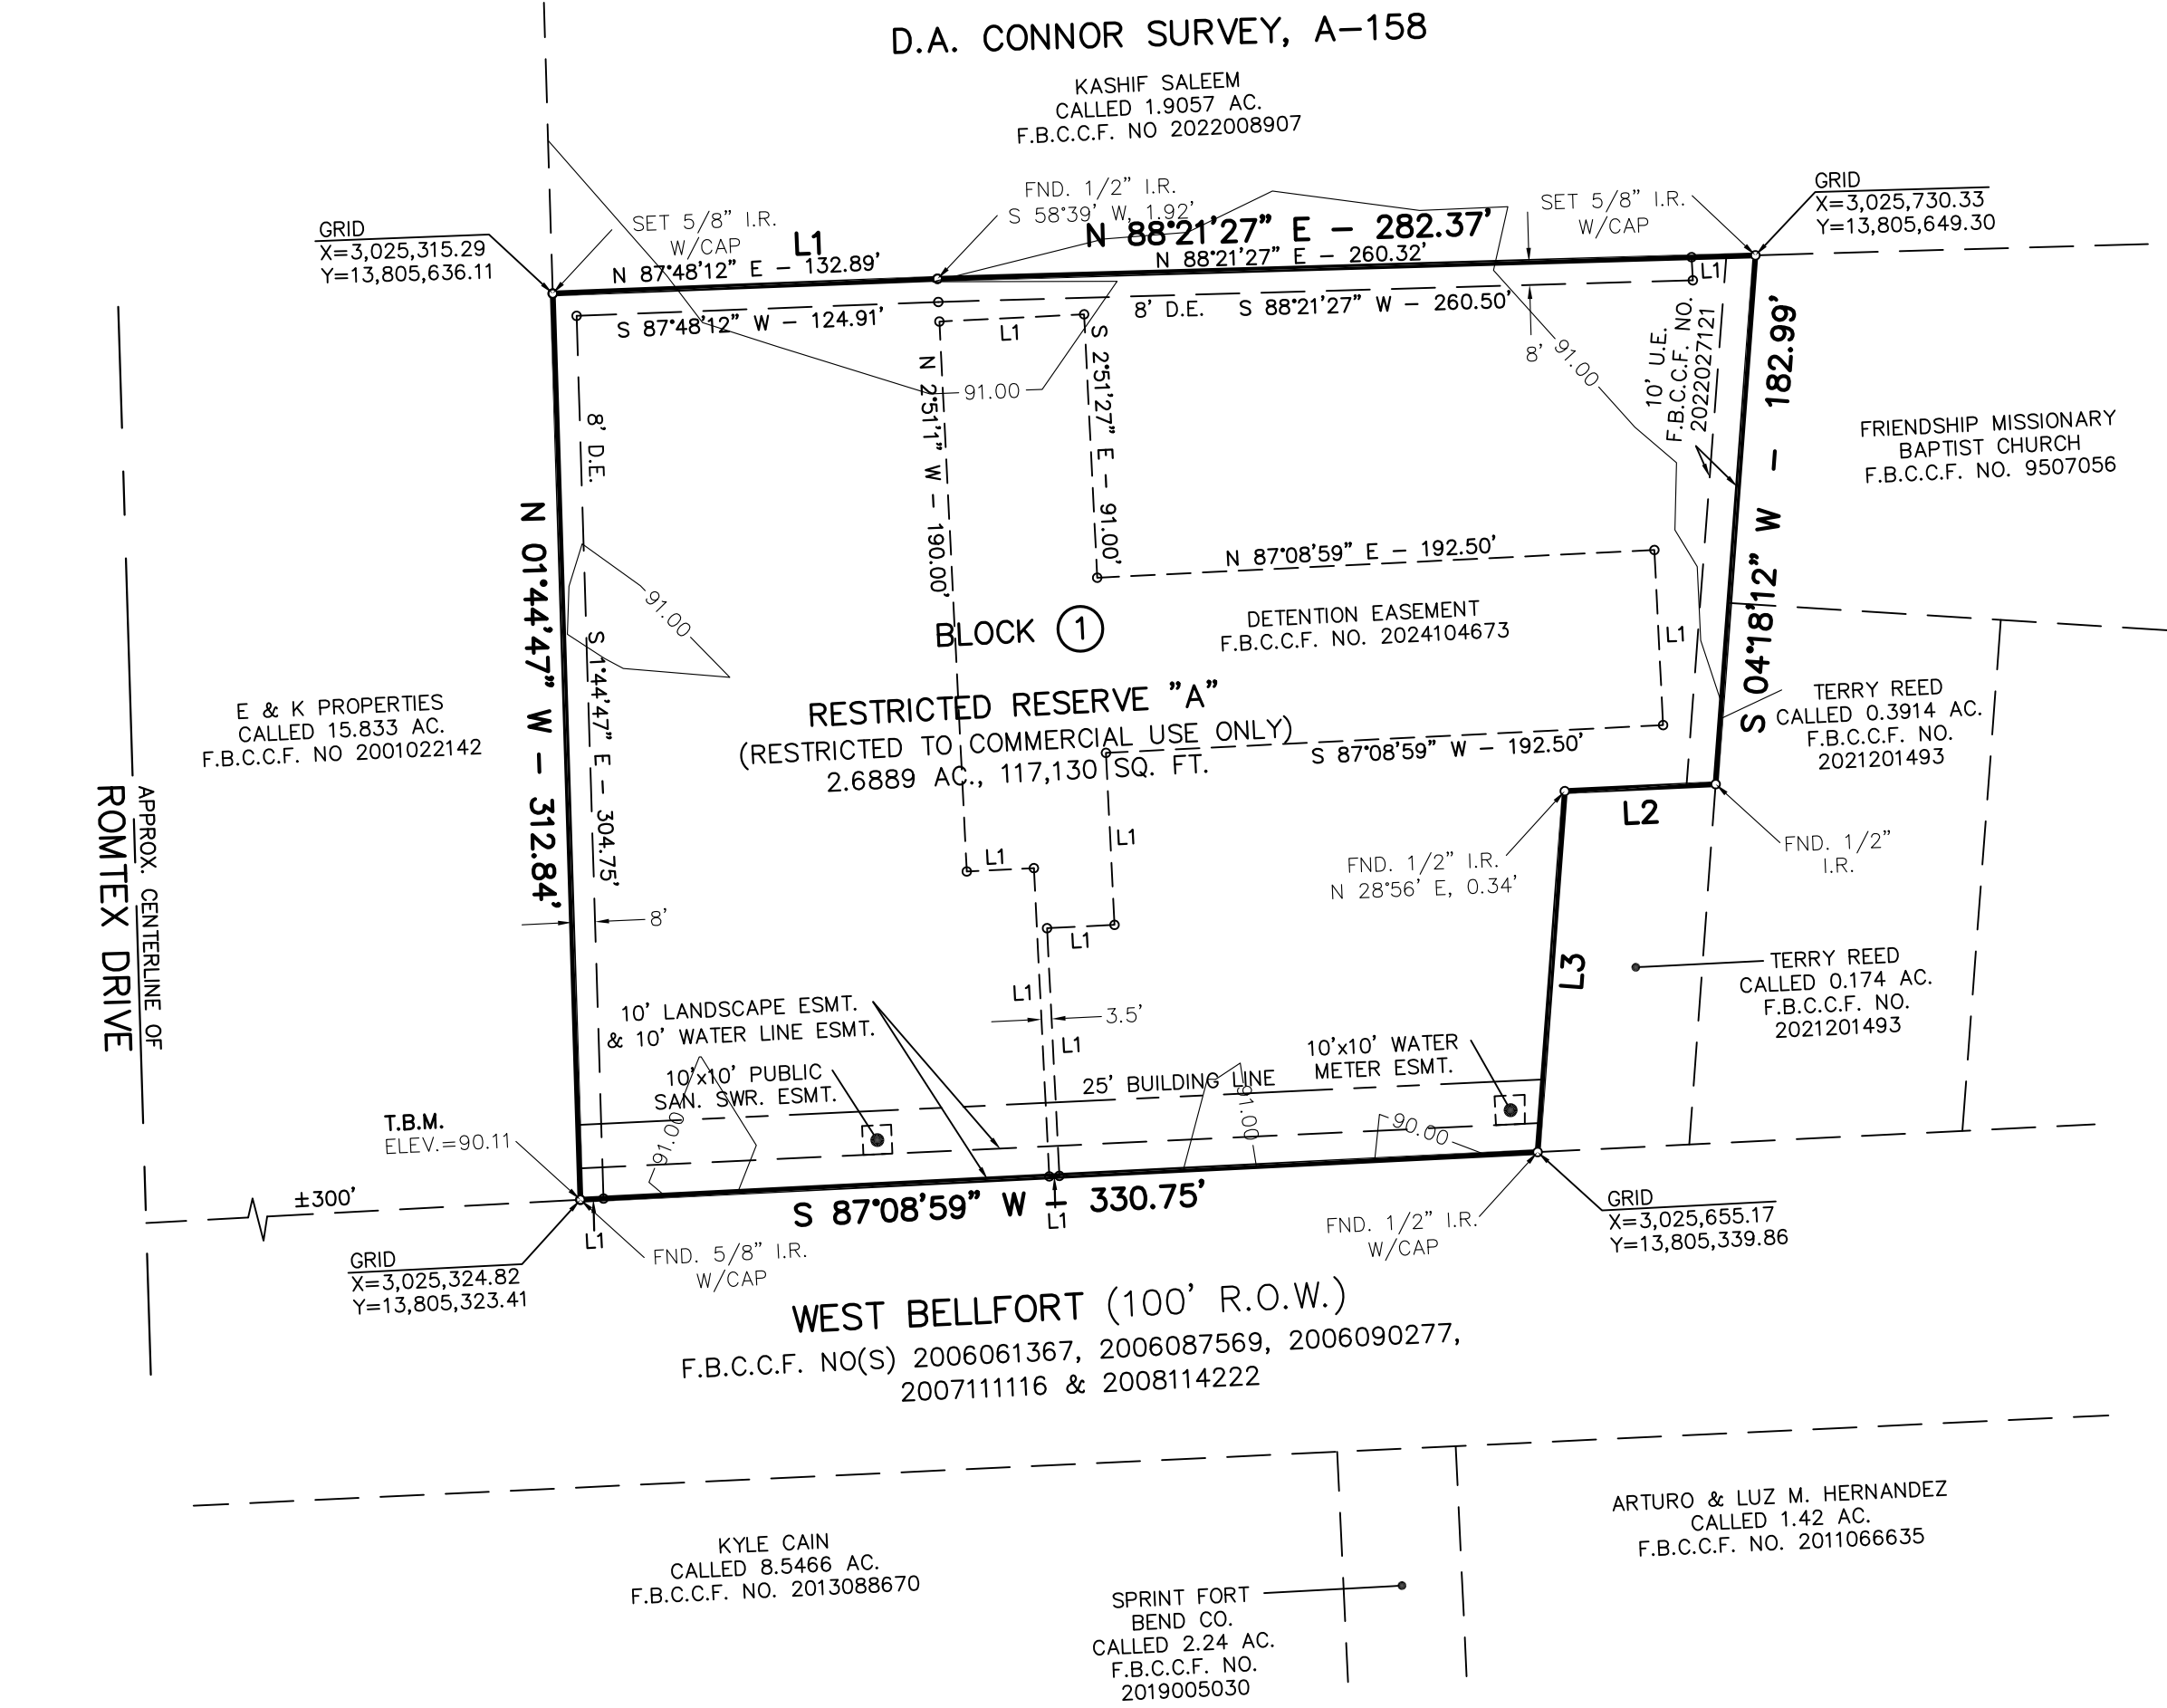 D.A. CONNOR SURVEY, A-158
KASHIF SALEEM
CALLED 1.9057 AC.
F.B.C.C.F. NO 2022008907
GRID
X=3,025,315.29
Y=13,805,636.11
SET 5/8" I.R.
W/CAP
FND. 1/2" I.R.
S 58°39' W, 1.92'
SET 5/8" I.R.
W/CAP
GRID
X=3,025,730.33
Y=13,805,649.30
L1
N 87°48'12" E - 132.89'
N 88°21'27" E - 282.37'
N 88°21'27" E - 260.32'
L1
S 87°48'12" W - 124.91'
L1
8' D.E.
S 88°21'27" W - 260.50'
8'
8' D.E.
91.00
91.00
N 2°51'1" W - 190.00'
S 2°51'27" E - 91.00'
10' U.E.
F.B.C.C.F. NO.
2022027121
S 04°18'12" W - 182.99'
FRIENDSHIP MISSIONARY
BAPTIST CHURCH
F.B.C.C.F. NO. 9507056
N 01°44'47" W - 312.84'
91.00
S 1°44'47" E - 304.75'
N 87°08'59" E - 192.50'
DETENTION EASEMENT
F.B.C.C.F. NO. 2024104673
L1
BLOCK 1
RESTRICTED RESERVE "A"
(RESTRICTED TO COMMERCIAL USE ONLY)
2.6889 AC., 117,130 SQ. FT.
S 87°08'59" W - 192.50'
E & K PROPERTIES
CALLED 15.833 AC.
F.B.C.C.F. NO 2001022142
TERRY REED
CALLED 0.3914 AC.
F.B.C.C.F. NO.
2021201493
APPROX. CENTERLINE OF
ROMTEX DRIVE
L2
FND. 1/2" I.R.
N 28°56' E, 0.34'
FND. 1/2"
I.R.
L1
L1
L1
8'
L3
TERRY REED
CALLED 0.174 AC.
F.B.C.C.F. NO.
2021201493
L1
3.5'
L1
10' LANDSCAPE ESMT.
& 10' WATER LINE ESMT.
10'x10' PUBLIC
SAN. SWR. ESMT.
25' BUILDING LINE
10'x10' WATER
METER ESMT.
91.00
91.00
90.00
T.B.M.
ELEV.=90.11
±300'
L1
S 87°08'59" W - 330.75'
L1
GRID
X=3,025,324.82
Y=13,805,323.41
FND. 5/8" I.R.
W/CAP
FND. 1/2" I.R.
W/CAP
GRID
X=3,025,655.17
Y=13,805,339.86
WEST BELLFORT (100' R.O.W.)
F.B.C.C.F. NO(S) 2006061367, 2006087569, 2006090277,
2007111116 & 2008114222
KYLE CAIN
CALLED 8.5466 AC.
F.B.C.C.F. NO. 2013088670
SPRINT FORT
BEND CO.
CALLED 2.24 AC.
F.B.C.C.F. NO.
2019005030
ARTURO & LUZ M. HERNANDEZ
CALLED 1.42 AC.
F.B.C.C.F. NO. 2011066635